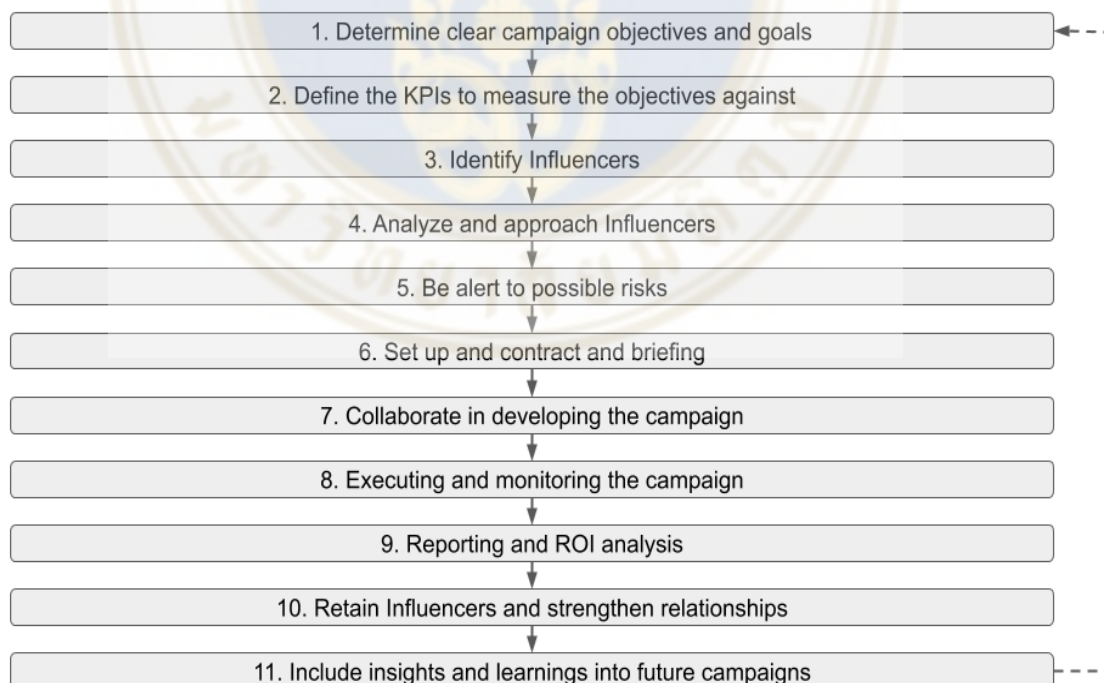 1. Determine clear campaign objectives and goals
2. Define the KPIs to measure the objectives against
3. Identify Influencers
4. Analyze and approach Influencers
5. Be alert to possible risks
6. Set up and contract and briefing
7. Collaborate in developing the campaign
8. Executing and monitoring the campaign
9. Reporting and ROI analysis
10. Retain Influencers and strengthen relationships
11. Include insights and learnings into future campaigns